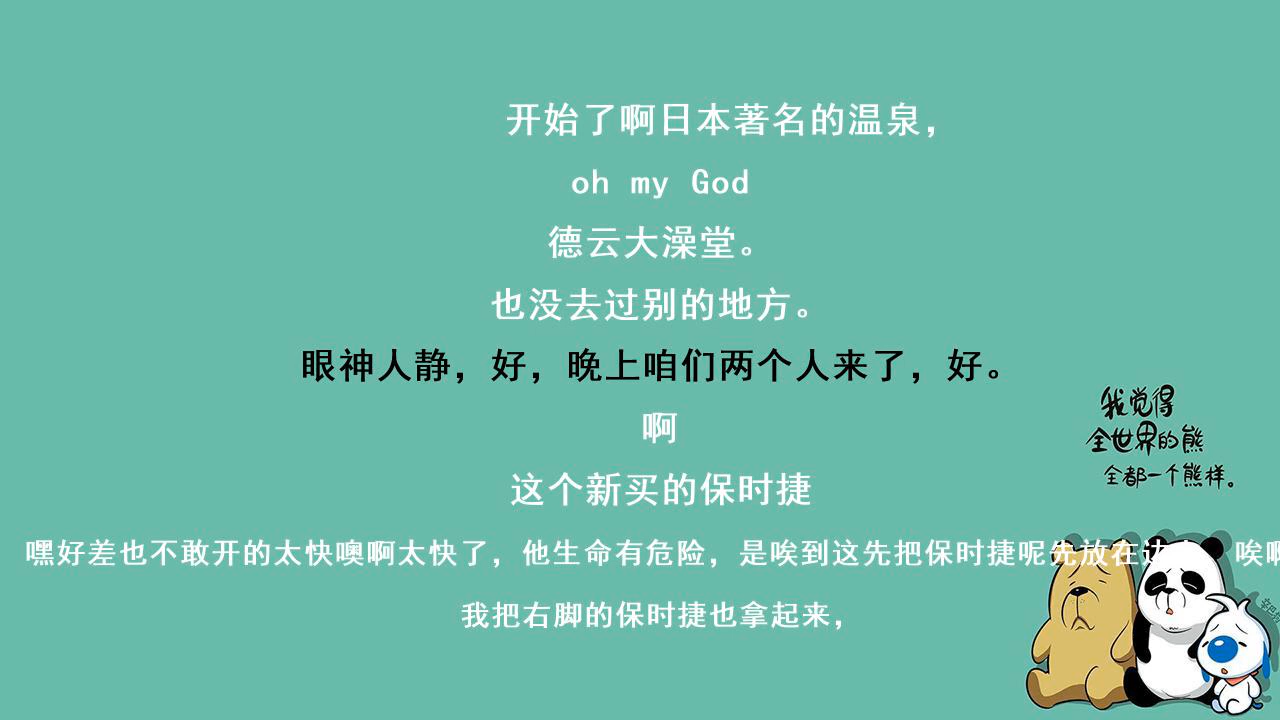 开始了啊日本著名的温泉，
oh my God
德云大澡堂。
也没去过别的地方。
眼神人静，好，晚上咱们两个人来了，好。
啊
这个新买的保时捷
嘿好差也不敢开的太快噢啊太快了，他生命有危险，是唉到这先把保时捷呢先放在边 唉啊
我把右脚的保时捷也拿起来，
我觉得
全世界的熊
全都一个熊样。